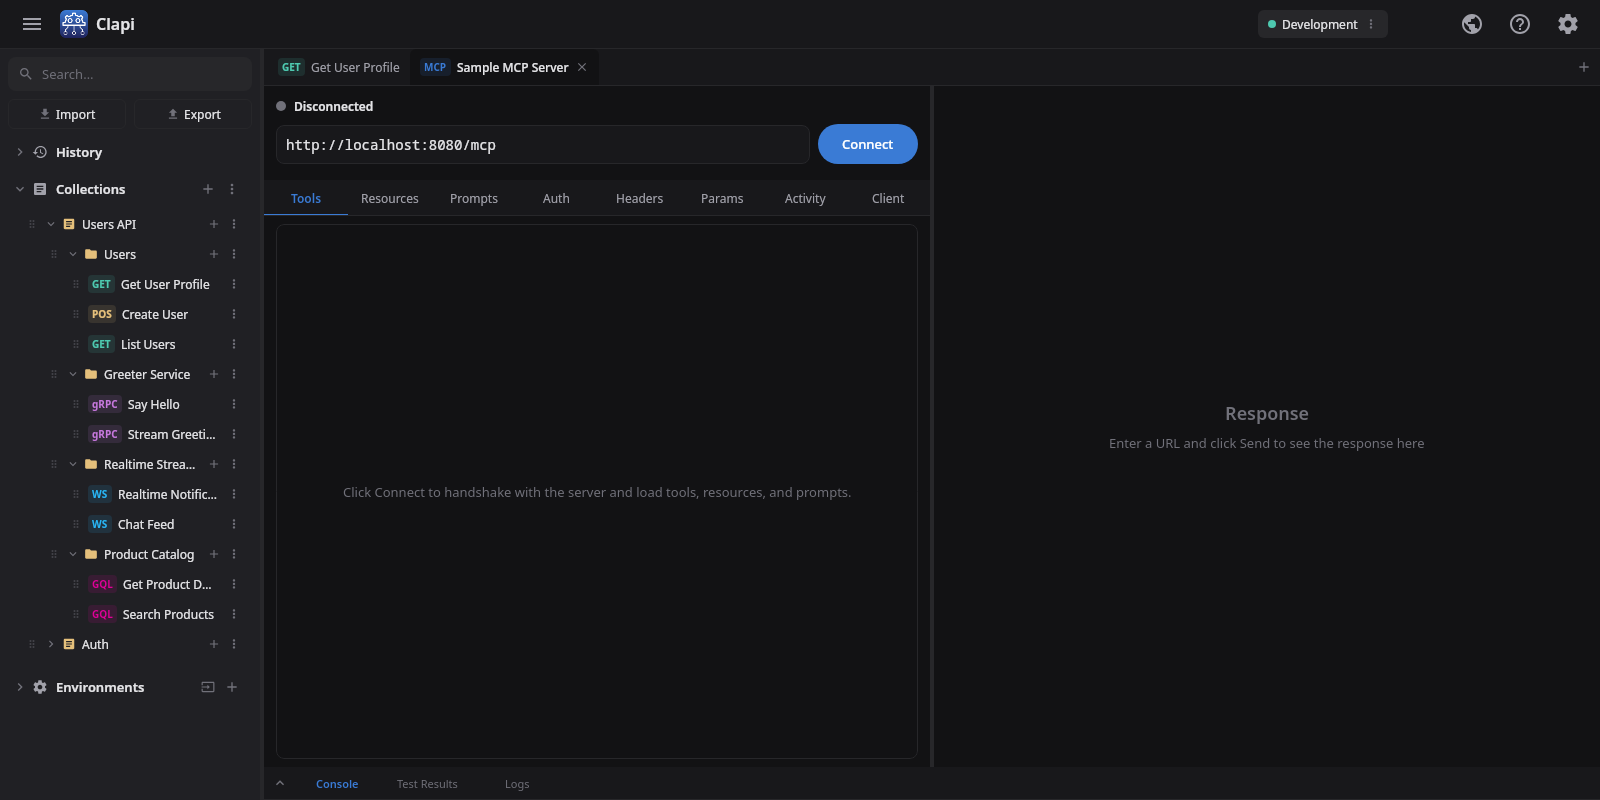 Clapi
Development
Search...
Import
Export
History
Collections
Users API
Users
GET Get User Profile
POS Create User
GET List Users
Greeter Service
gRPC Say Hello
gRPC Stream Greeti...
Realtime Strea...
WS Realtime Notific...
WS Chat Feed
Product Catalog
GQL Get Product D...
GQL Search Products
Auth
Environments
GET Get User Profile
MCP Sample MCP Server
Disconnected
http://localhost:8080/mcp
Connect
Tools
Resources
Prompts
Auth
Headers
Params
Activity
Client
Click Connect to handshake with the server and load tools, resources, and prompts.
Response
Enter a URL and click Send to see the response here
Console
Test Results
Logs